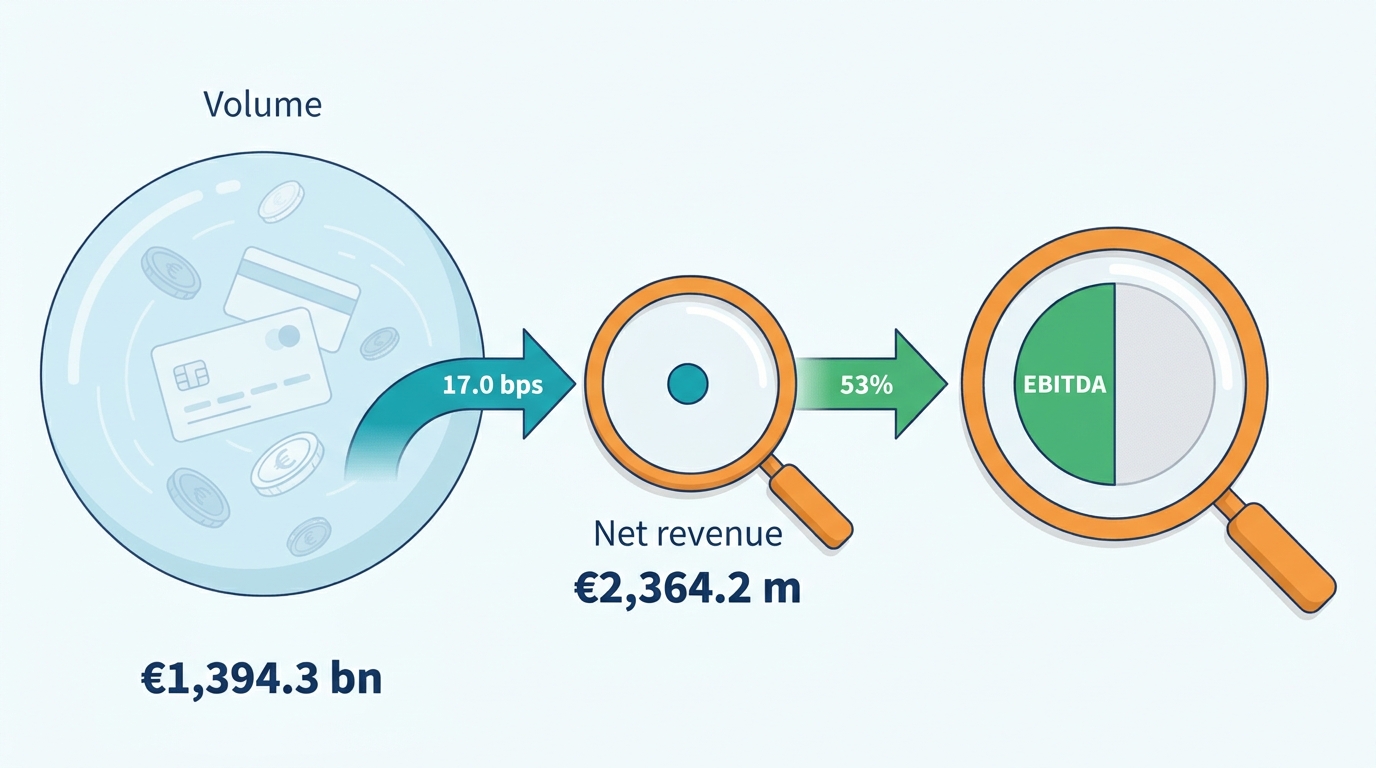 Volume
€1,394.3 bn
17.0 bps
Net revenue
€2,364.2 m
53%
EBITDA